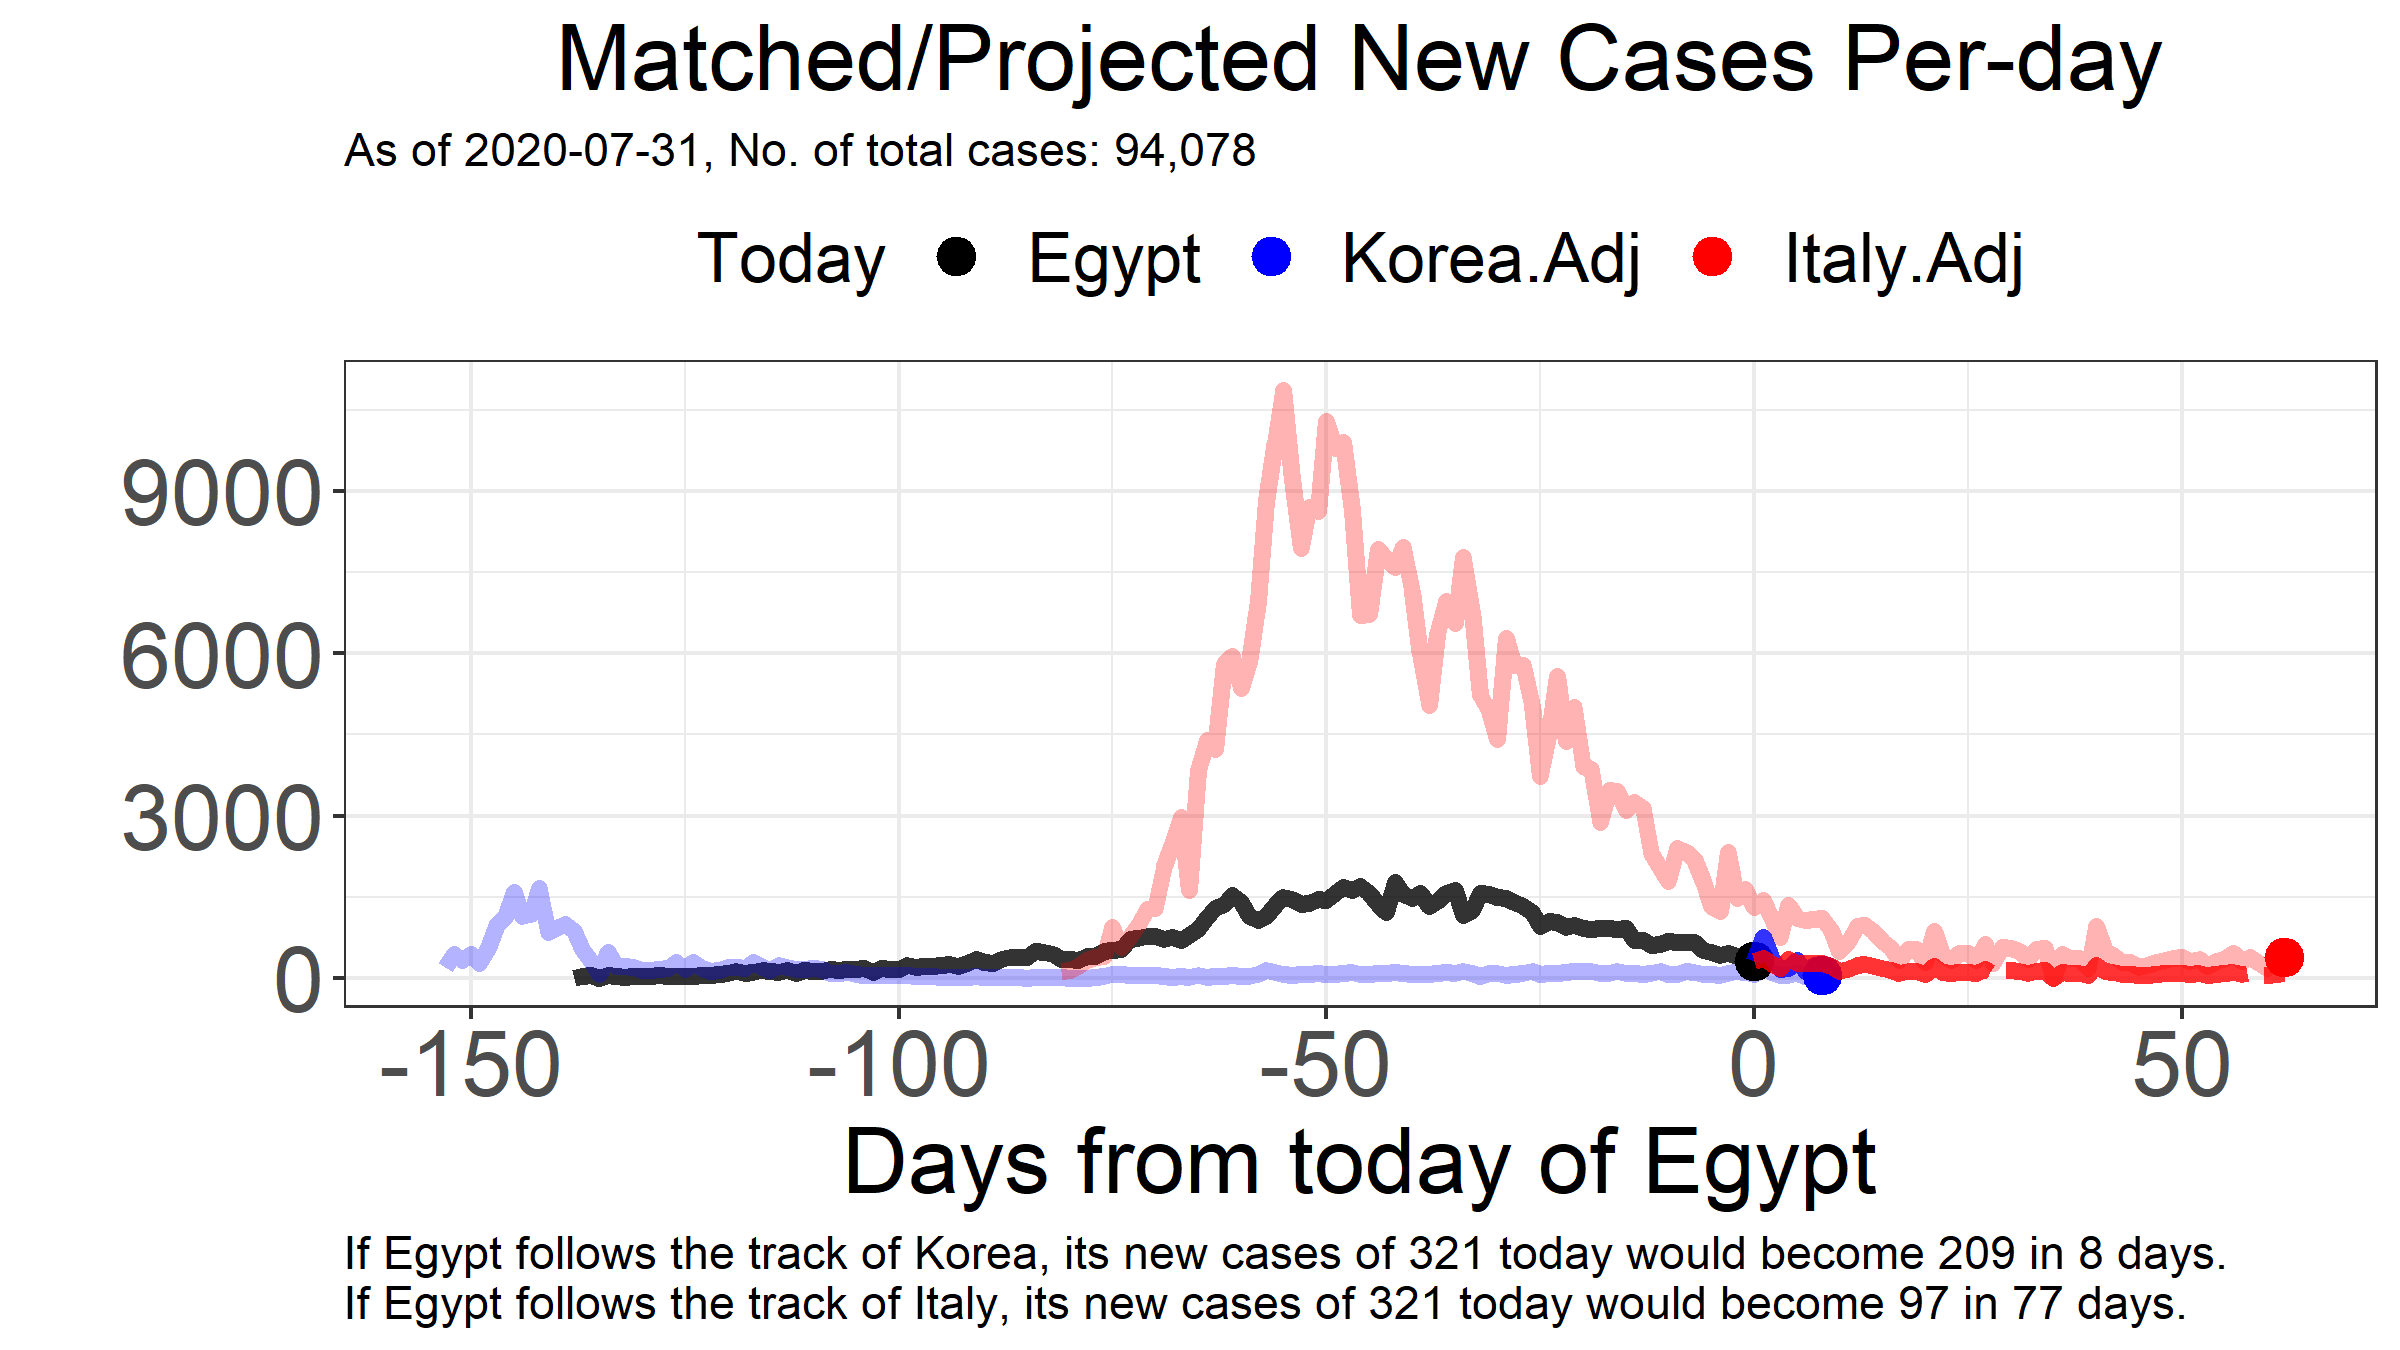 Matched/Projected New Cases Per-day
As of 2020-07-31, No. of total cases: 94,078
Today Egypt Korea.Adj Italy.Adj
9000
6000
3000
0
-150 -100 -50 0 50
Days from today of Egypt
If Egypt follows the track of Korea, its new cases of 321 today would become 209 in 8 days.
If Egypt follows the track of Italy, its new cases of 321 today would become 97 in 77 days.